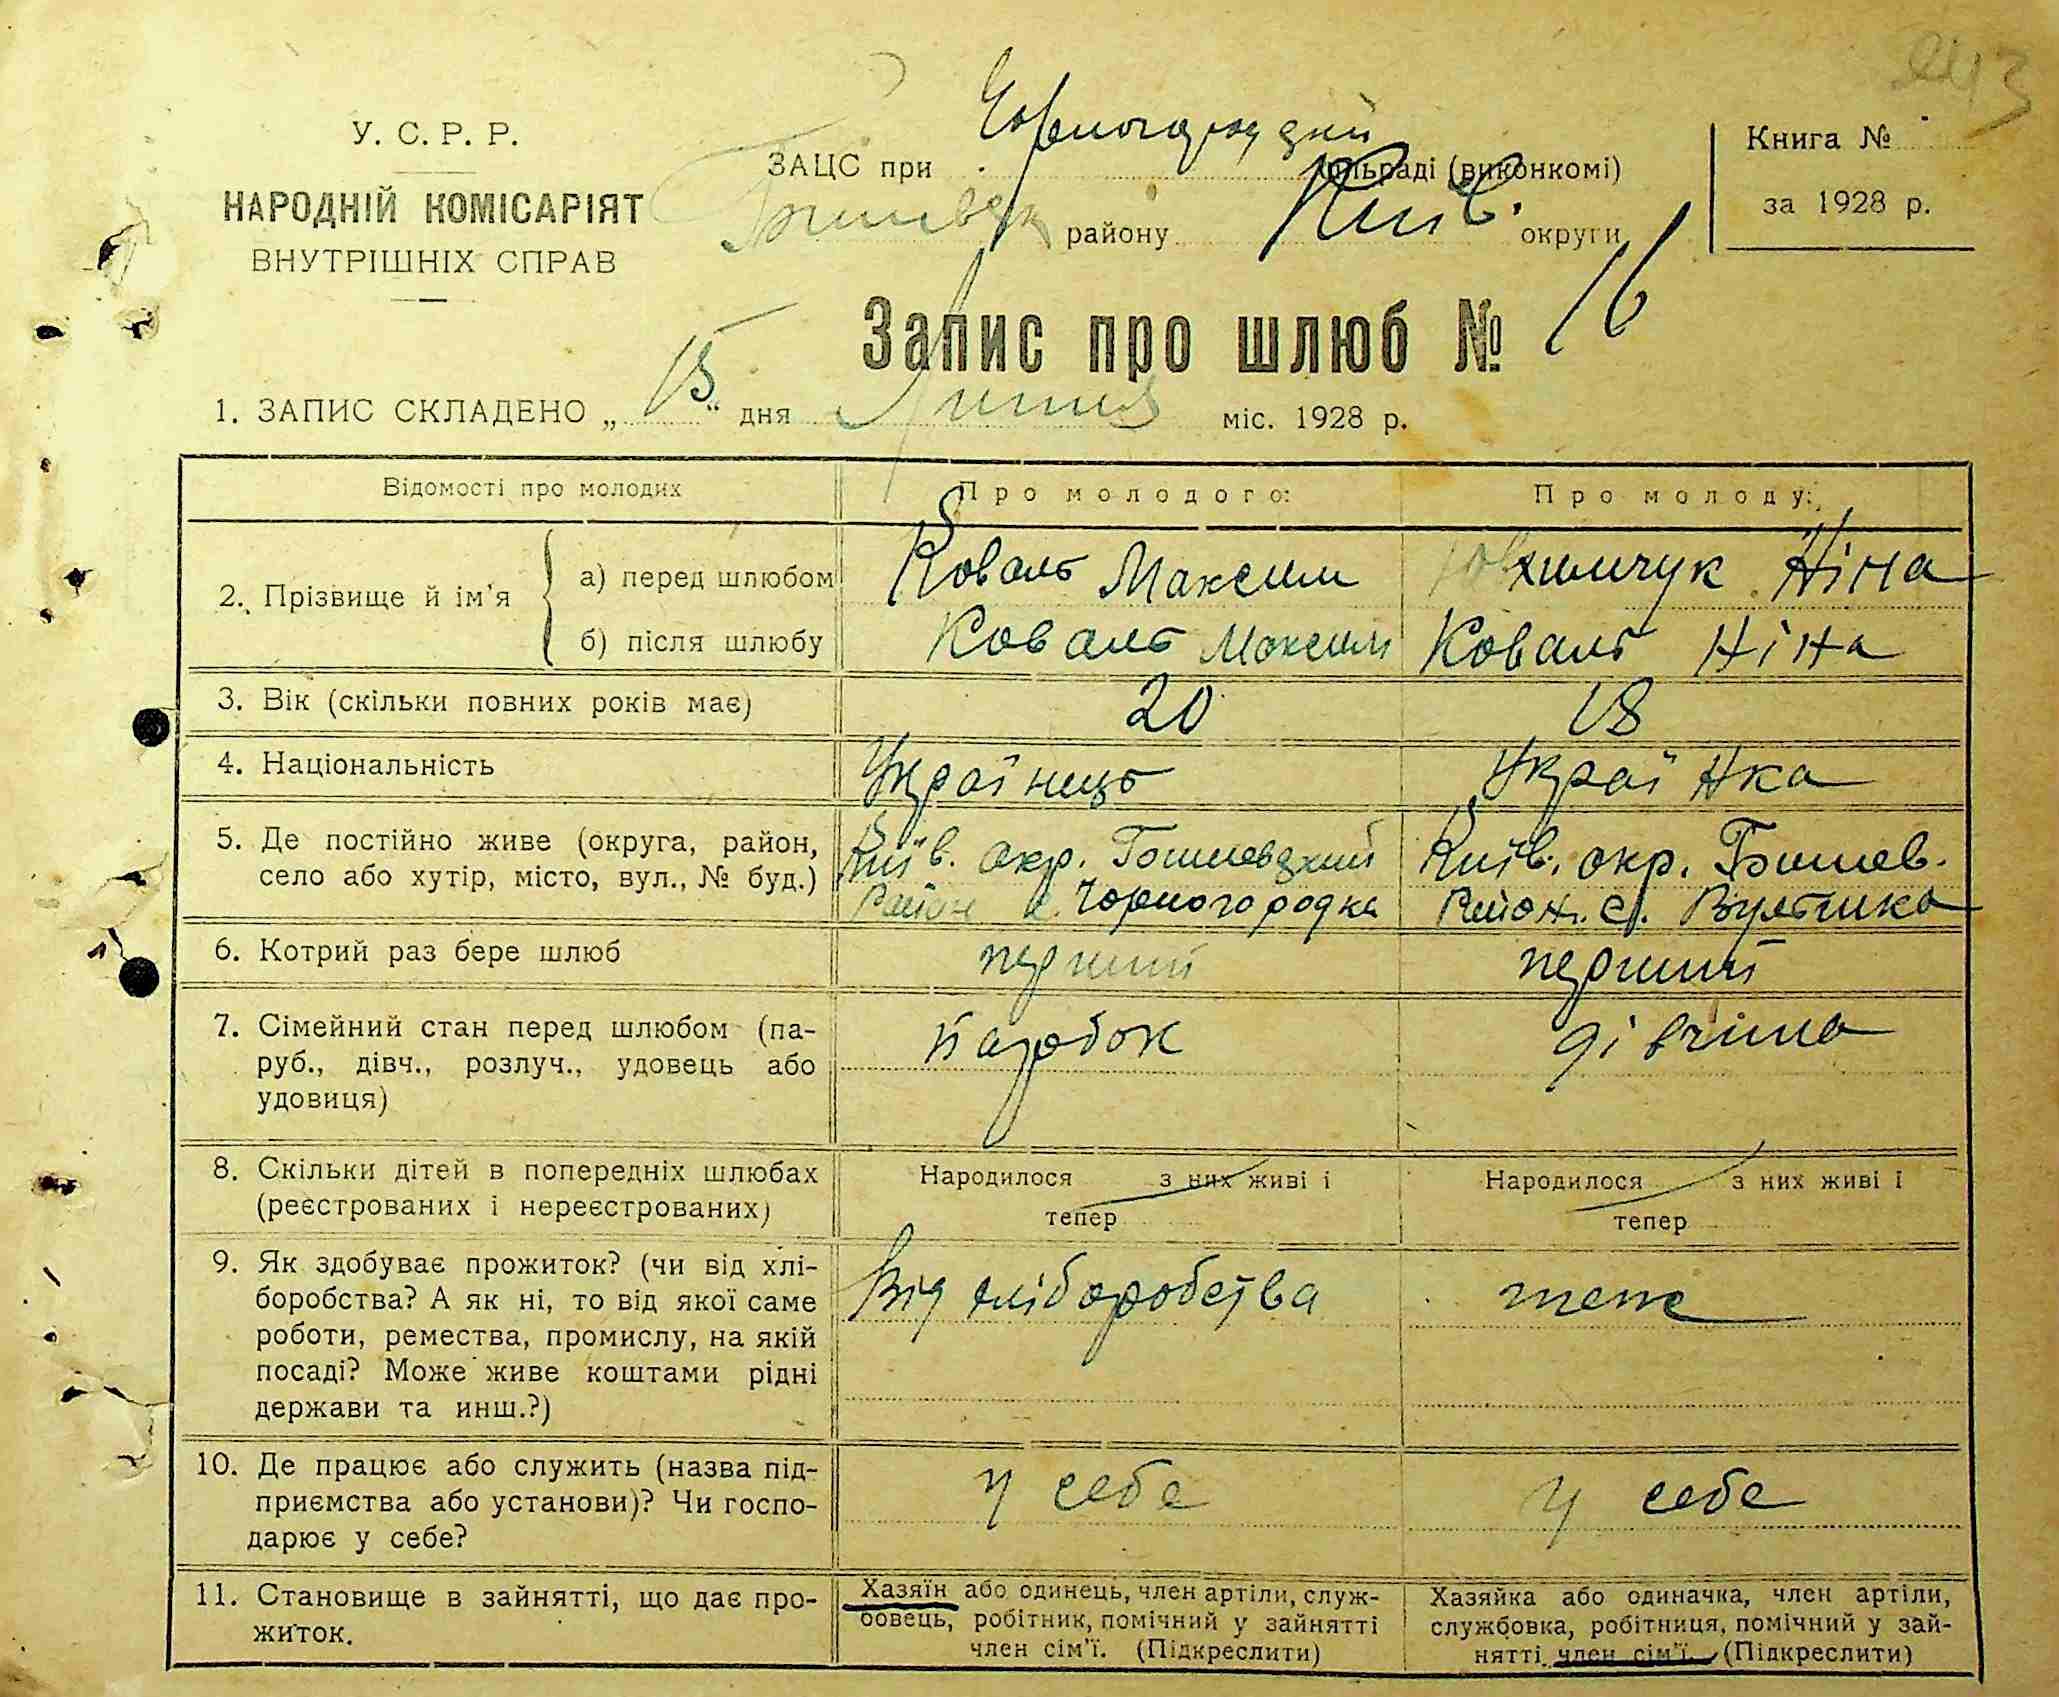 243
У. С. Р. Р.
НАРОДНІЙ КОМІСАРІЯТ
ВНУТРІШНІХ СПРАВ
ЗАЦС при Чорногородцкій сільраді (виконкомі)
району Київ. округи
Книга №
за 1928 р.
Запис про шлюб № 16
1. ЗАПИС СКЛАДЕНО „ 15 “ дня Липня міс. 1928 р.
Відомості про молодих
Про молодого:
Про молоду:
2. Прізвище й ім'я
а) перед шлюбом
Коваль Максим
Ювхимчук Ніна
б) після шлюбу
Коваль Максим
Коваль Ніна
3. Вік (скільки повних років має)
20
18
4. Національність
Українець
Українка
5. Де постійно живе (округа, район,
село або хутір, місто, вул., № буд.)
Київ. окр.
Район с. Чорногородка
Київ. окр. Бишев.
Район. с.
6. Котрий раз бере шлюб
перший
перший
7. Сімейний стан перед шлюбом (па-
руб., дівч., розлуч., удовець або
удовиця)
Паробок
дівчина
8. Скільки дітей в попередніх шлюбах
(реєстрованих і нереєстрованих)
Народилося з них живі і
тепер
Народилося з них живі і
тепер
9. Як здобуває прожиток? (чи від хлі-
боробства? А як ні, то від якої саме
роботи, ремества, промислу, на якій
посаді? Може живе коштами рідні
держави та инш.?)
Від хліборобства
теж
10. Де працює або служить (назва під-
приємства або установи)? Чи госпо-
дарює у себе?
у себе
у себе
11. Становище в зайнятті, що дає про-
житок.
Хазяїн або одинець, член артіли, служ-
бовець, робітник, помічний у зайнятті
член сім'ї. (Підкреслити)
Хазяйка або одиначка, член артіли,
службовка, робітниця, помічний у зай-
нятті член сім'ї. (Підкреслити)